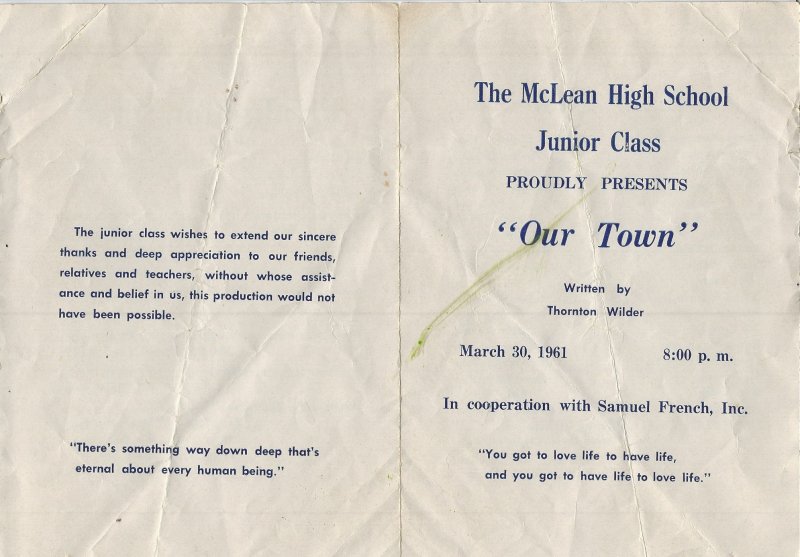 The junior class wishes to extend our sincere
thanks and deep appreciation to our friends,
relatives and teachers, without whose assist-
ance and belief in us, this production would not
have been possible.
"There's something way down deep that's
eternal about every human being."
The McLean High School
Junior Class
PROUDLY PRESENTS
"Our Town"
Written by
Thornton Wilder
March 30, 1961 8:00 p. m.
In cooperation with Samuel French, Inc.
"You got to love life to have life,
and you got to have life to love life."